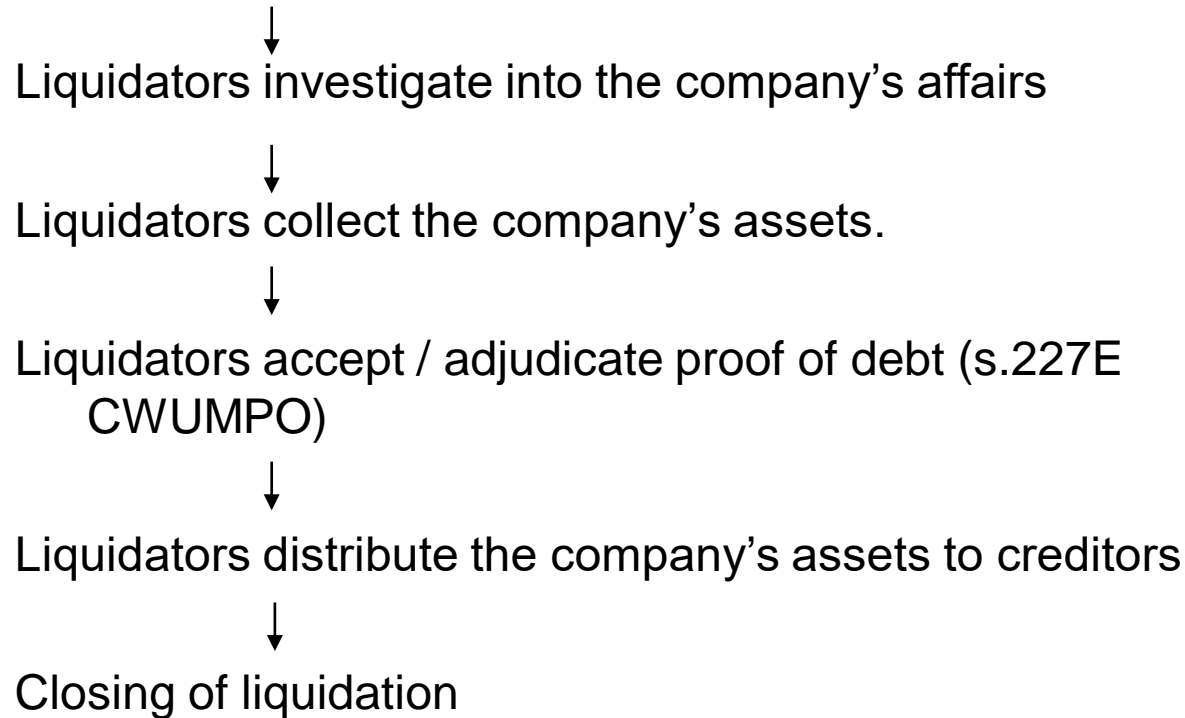 Liquidators investigate into the company’s affairs
Liquidators collect the company’s assets.
Liquidators accept / adjudicate proof of debt (s.227E
CWUMPO)
Liquidators distribute the company’s assets to creditors
Closing of liquidation